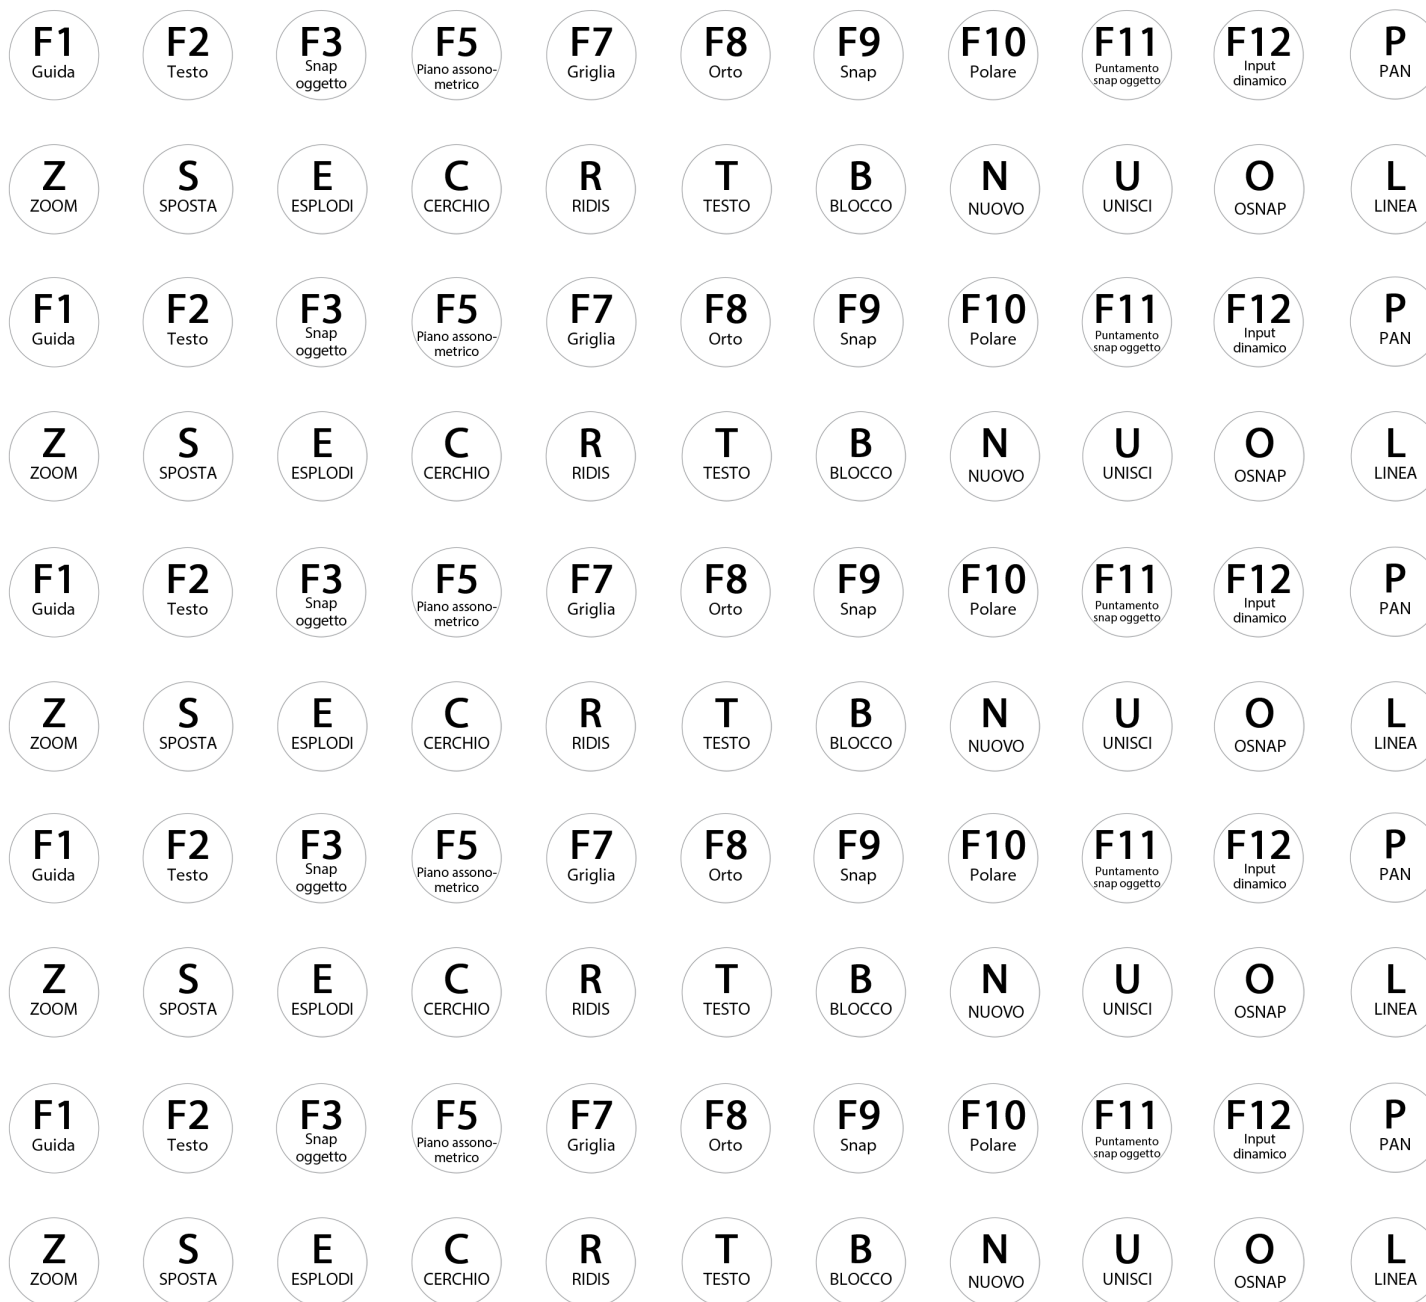 F1 F2 F3 F5 F7 F8 F9 F10 F11 F12 P
Guida Testo Snap oggetto Piano assono-metrico Griglia Orto Snap Polare Puntamento snap oggetto Input dinamico PAN
Z S E C R T B N U O L
ZOOM SPOSTA ESPLODI CERCHIO RIDIS TESTO BLOCCO NUOVO UNISCI OSNAP LINEA
F1 F2 F3 F5 F7 F8 F9 F10 F11 F12 P
Guida Testo Snap oggetto Piano assono-metrico Griglia Orto Snap Polare Puntamento snap oggetto Input dinamico PAN
Z S E C R T B N U O L
ZOOM SPOSTA ESPLODI CERCHIO RIDIS TESTO BLOCCO NUOVO UNISCI OSNAP LINEA
F1 F2 F3 F5 F7 F8 F9 F10 F11 F12 P
Guida Testo Snap oggetto Piano assono-metrico Griglia Orto Snap Polare Puntamento snap oggetto Input dinamico PAN
Z S E C R T B N U O L
ZOOM SPOSTA ESPLODI CERCHIO RIDIS TESTO BLOCCO NUOVO UNISCI OSNAP LINEA
F1 F2 F3 F5 F7 F8 F9 F10 F11 F12 P
Guida Testo Snap oggetto Piano assono-metrico Griglia Orto Snap Polare Puntamento snap oggetto Input dinamico PAN
Z S E C R T B N U O L
ZOOM SPOSTA ESPLODI CERCHIO RIDIS TESTO BLOCCO NUOVO UNISCI OSNAP LINEA
F1 F2 F3 F5 F7 F8 F9 F10 F11 F12 P
Guida Testo Snap oggetto Piano assono-metrico Griglia Orto Snap Polare Puntamento snap oggetto Input dinamico PAN
Z S E C R T B N U O L
ZOOM SPOSTA ESPLODI CERCHIO RIDIS TESTO BLOCCO NUOVO UNISCI OSNAP LINEA